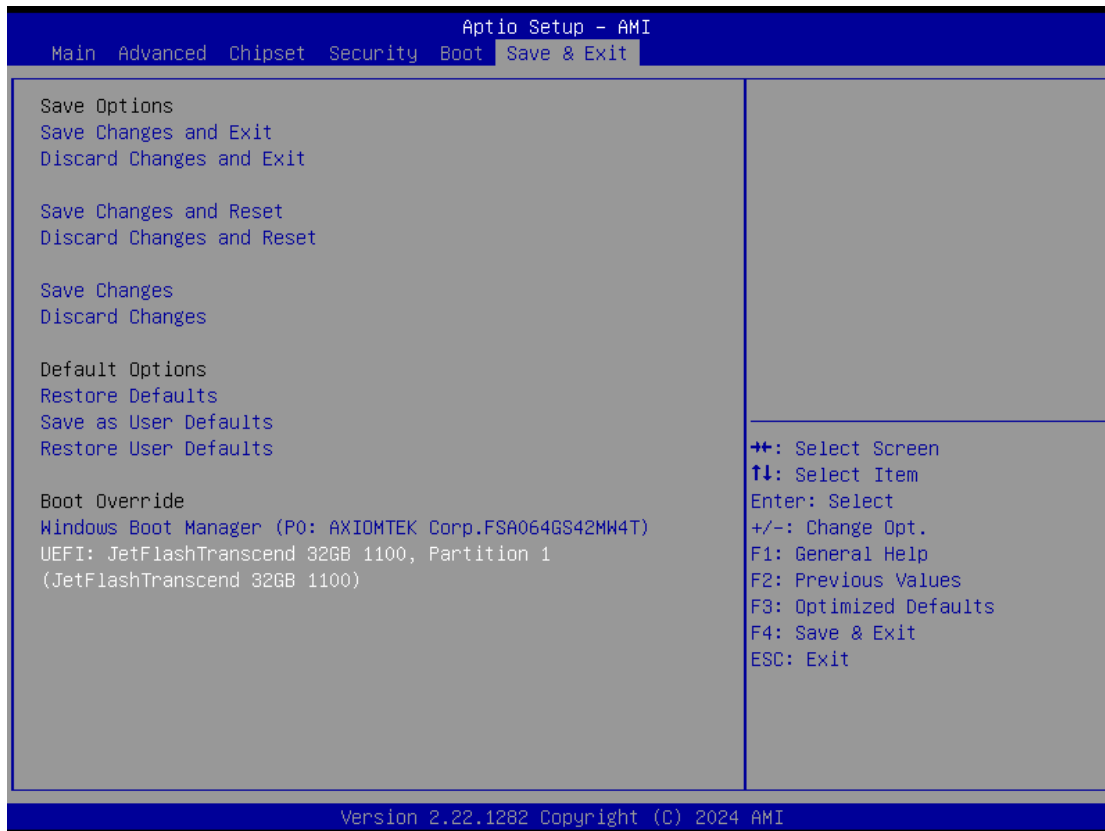 Aptio Setup – AMI
Main Advanced Chipset Security Boot Save & Exit
Save Options
Save Changes and Exit
Discard Changes and Exit
Save Changes and Reset
Discard Changes and Reset
Save Changes
Discard Changes
Default Options
Restore Defaults
Save as User Defaults
Restore User Defaults
Boot Override
Windows Boot Manager (P0: AXIOMTEK Corp.FSA064GS42MW4T)
UEFI: JetFlashTranscend 32GB 1100, Partition 1
(JetFlashTranscend 32GB 1100)
→←: Select Screen
↑↓: Select Item
Enter: Select
+/-: Change Opt.
F1: General Help
F2: Previous Values
F3: Optimized Defaults
F4: Save & Exit
ESC: Exit
Version 2.22.1282 Copyright (C) 2024 AMI